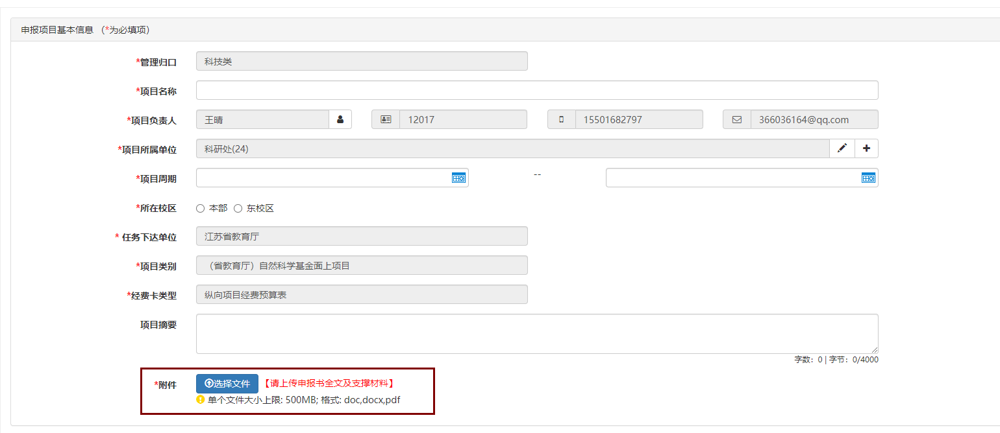 申报项目基本信息 (*为必填项)
*管理归口 科技类
*项目名称
*项目负责人 王晴 12017 15501682797 366036164@qq.com
*项目所属单位 科研处(24)
*项目周期 --
*所在校区 本部 东校区
* 任务下达单位 江苏省教育厅
*项目类别 （省教育厅）自然科学基金面上项目
*经费卡类型 纵向项目经费预算表
项目摘要
字数：0 | 字节：0/4000
*附件 选择文件 【请上传申报书全文及支撑材料】
单个文件大小上限: 500MB; 格式: doc,docx,pdf